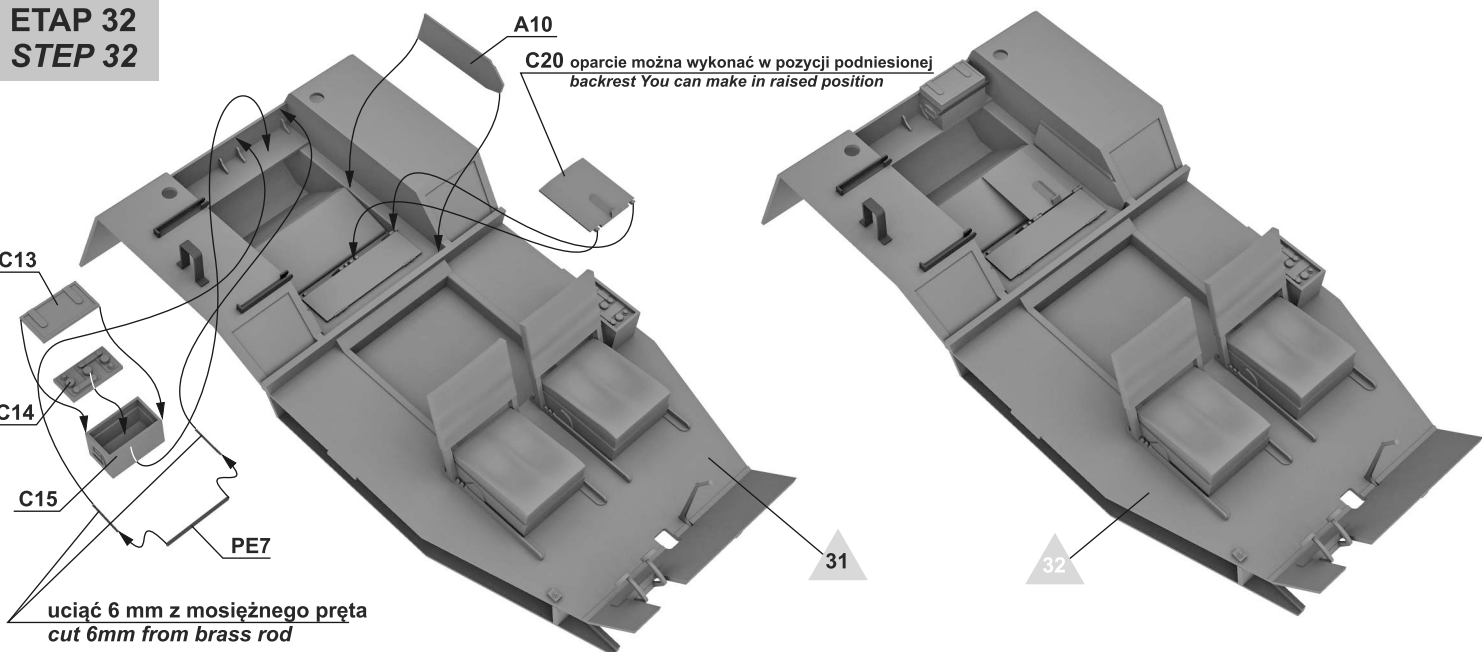 ETAP 32
STEP 32
A10
C20 oparcie można wykonać w pozycji podniesionej
backrest You can make in raised position
C13
C14
C15
PE7
31
32
uciąć 6 mm z mosiężnego pręta
cut 6mm from brass rod